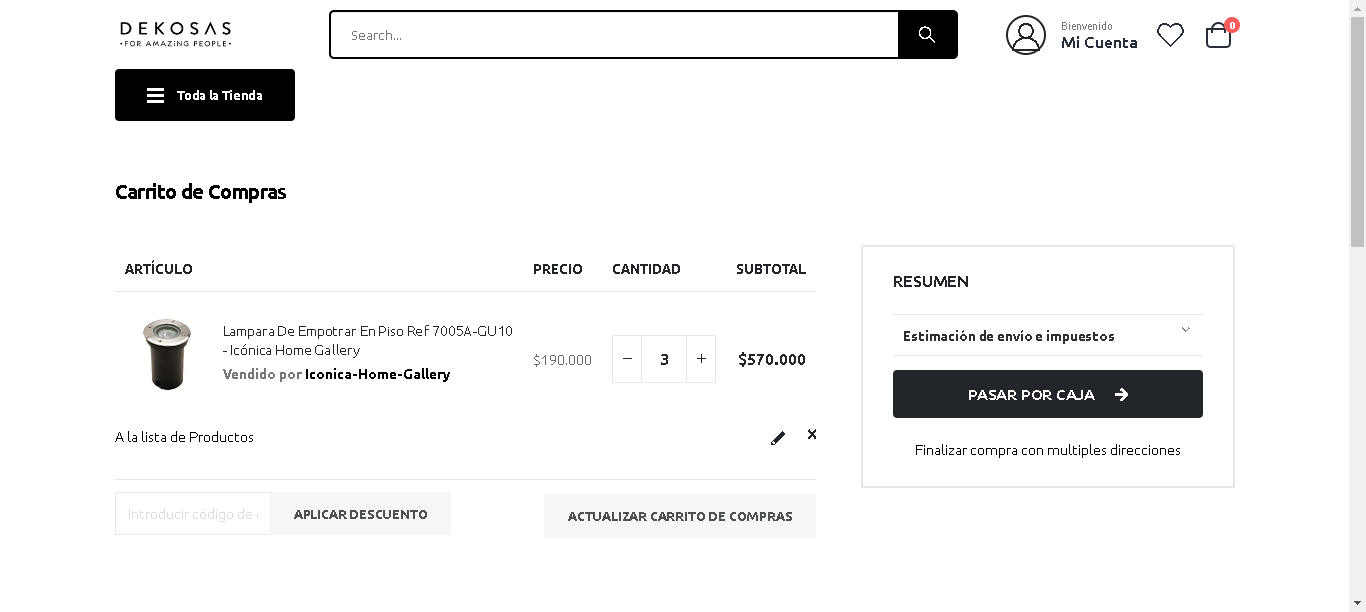 DEKOSAS
•FOR AMAZING PEOPLE•
Search...
Bienvenido
Mi Cuenta
0
Toda la Tienda
Carrito de Compras
ARTÍCULO PRECIO CANTIDAD SUBTOTAL
Lampara De Empotrar En Piso Ref 7005A-GU10
- Icónica Home Gallery
Vendido por Iconica-Home-Gallery
$190.000
− 3 +
$570.000
A la lista de Productos
Introducir código de
APLICAR DESCUENTO
ACTUALIZAR CARRITO DE COMPRAS
RESUMEN
Estimación de envío e impuestos
PASAR POR CAJA
Finalizar compra con multiples direcciones